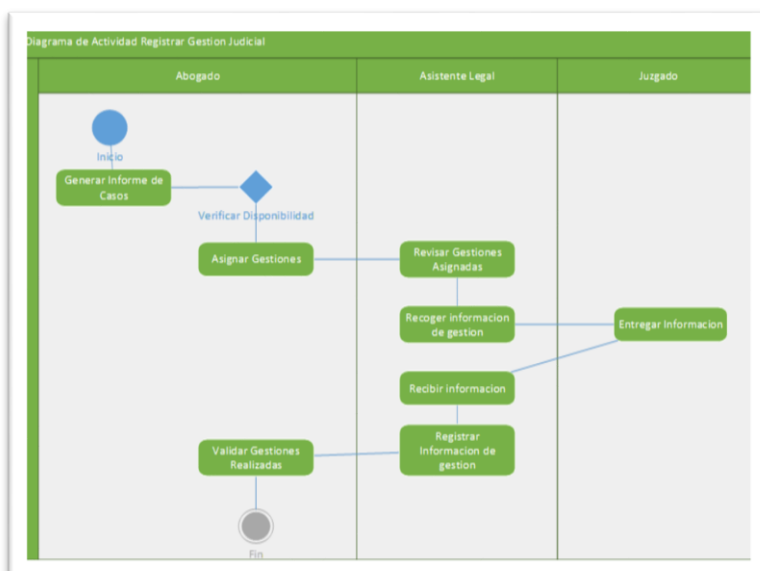 Diagrama de Actividad Registrar Gestion Judicial
Abogado
Asistente Legal
Juzgado
Inicio
Generar Informe de
Casos
Verificar Disponibilidad
Asignar Gestiones
Revisar Gestiones
Asignadas
Recoger informacion
de gestion
Entregar Informacion
Recibir informacion
Registrar
Informacion de
gestion
Validar Gestiones
Realizadas
Fin